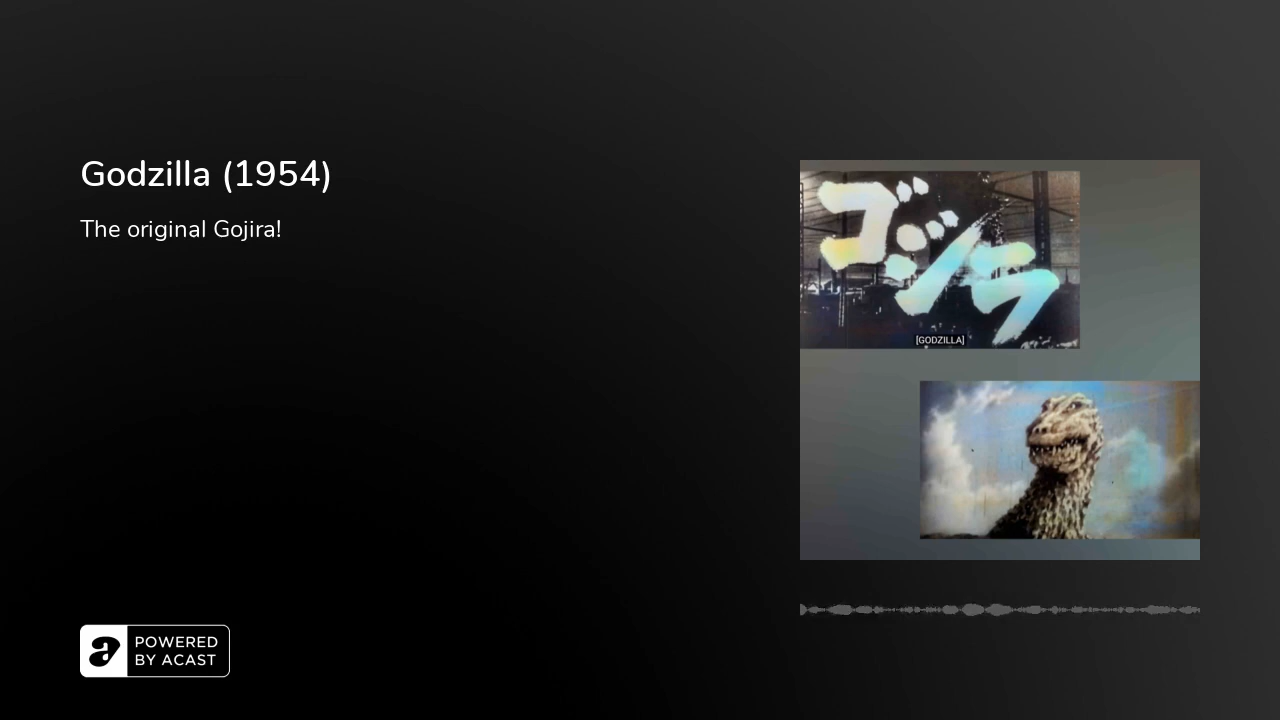 Godzilla (1954)
The original Gojira!
ゴジラ
[GODZILLA]
a POWERED
BY ACAST